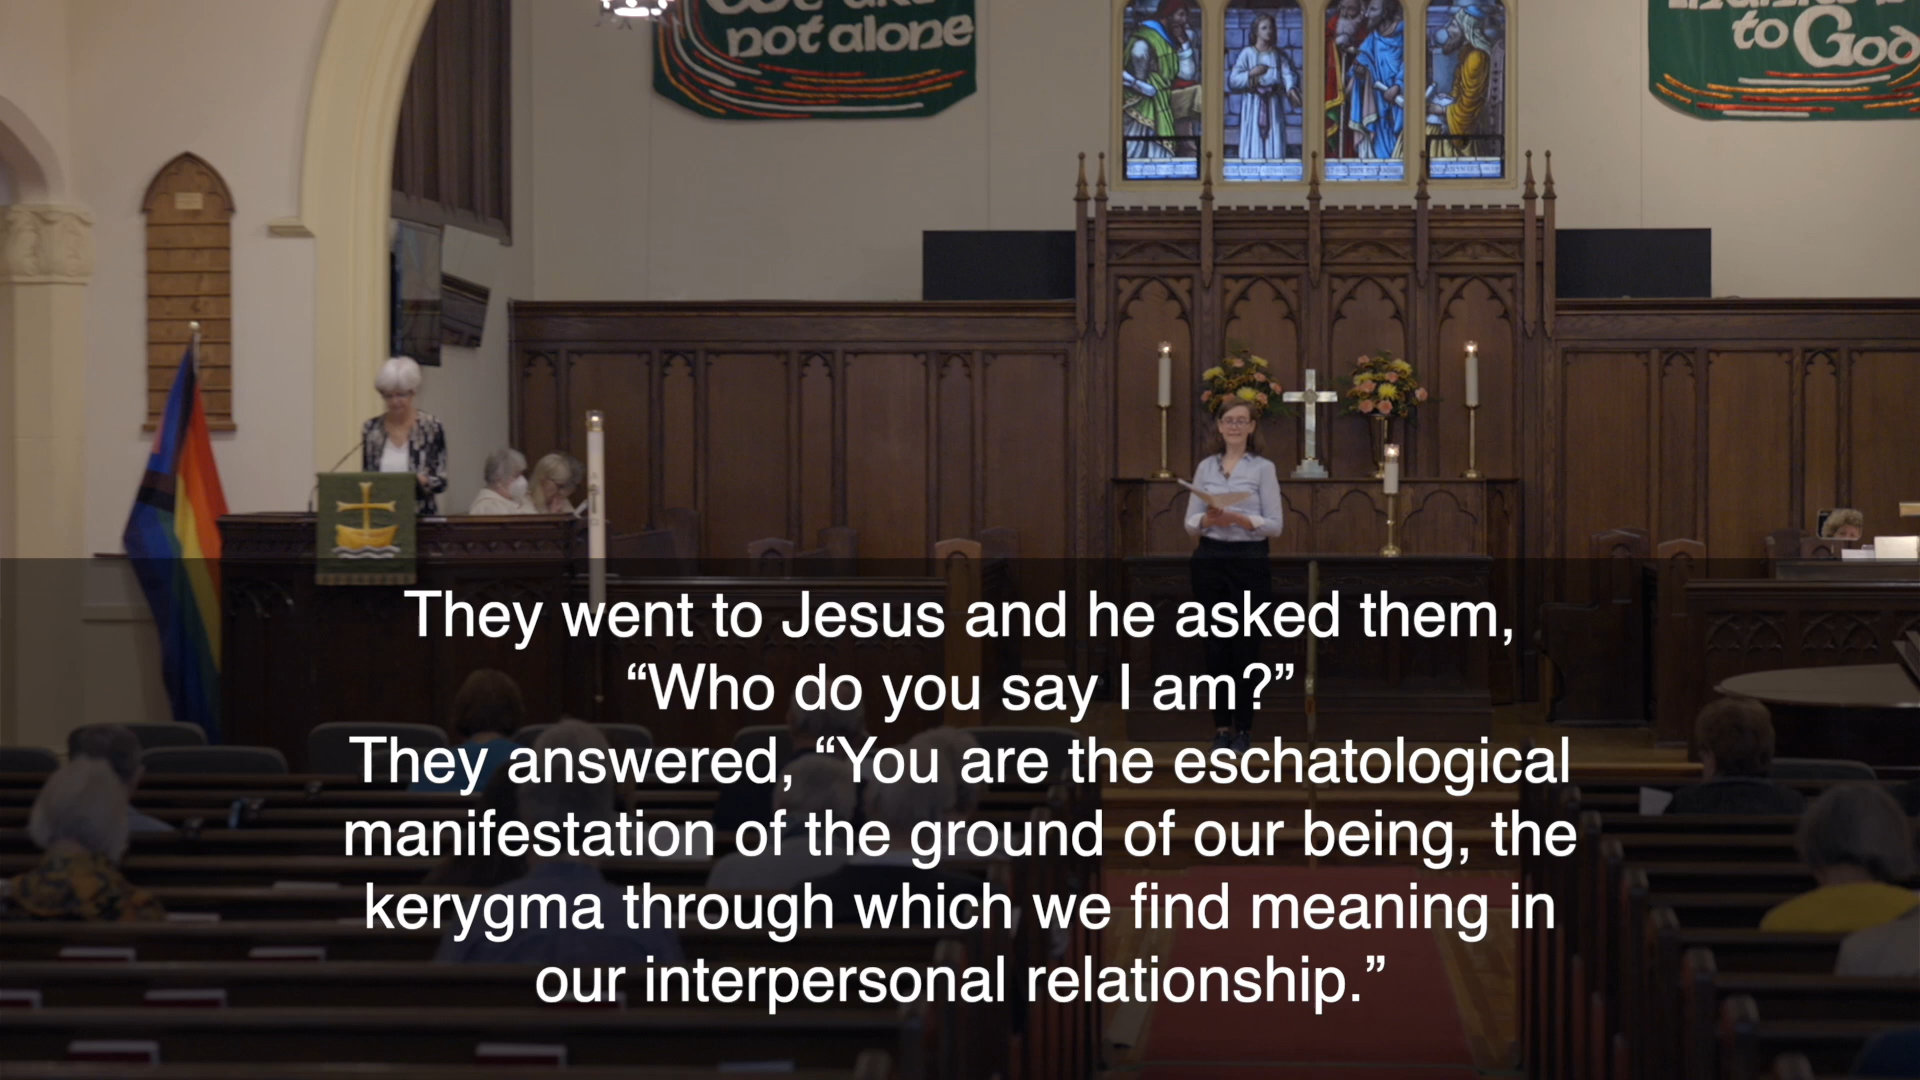 not alone
to God
They went to Jesus and he asked them,
“Who do you say I am?”
They answered, “You are the eschatological
manifestation of the ground of our being, the
kerygma through which we find meaning in
our interpersonal relationship.”